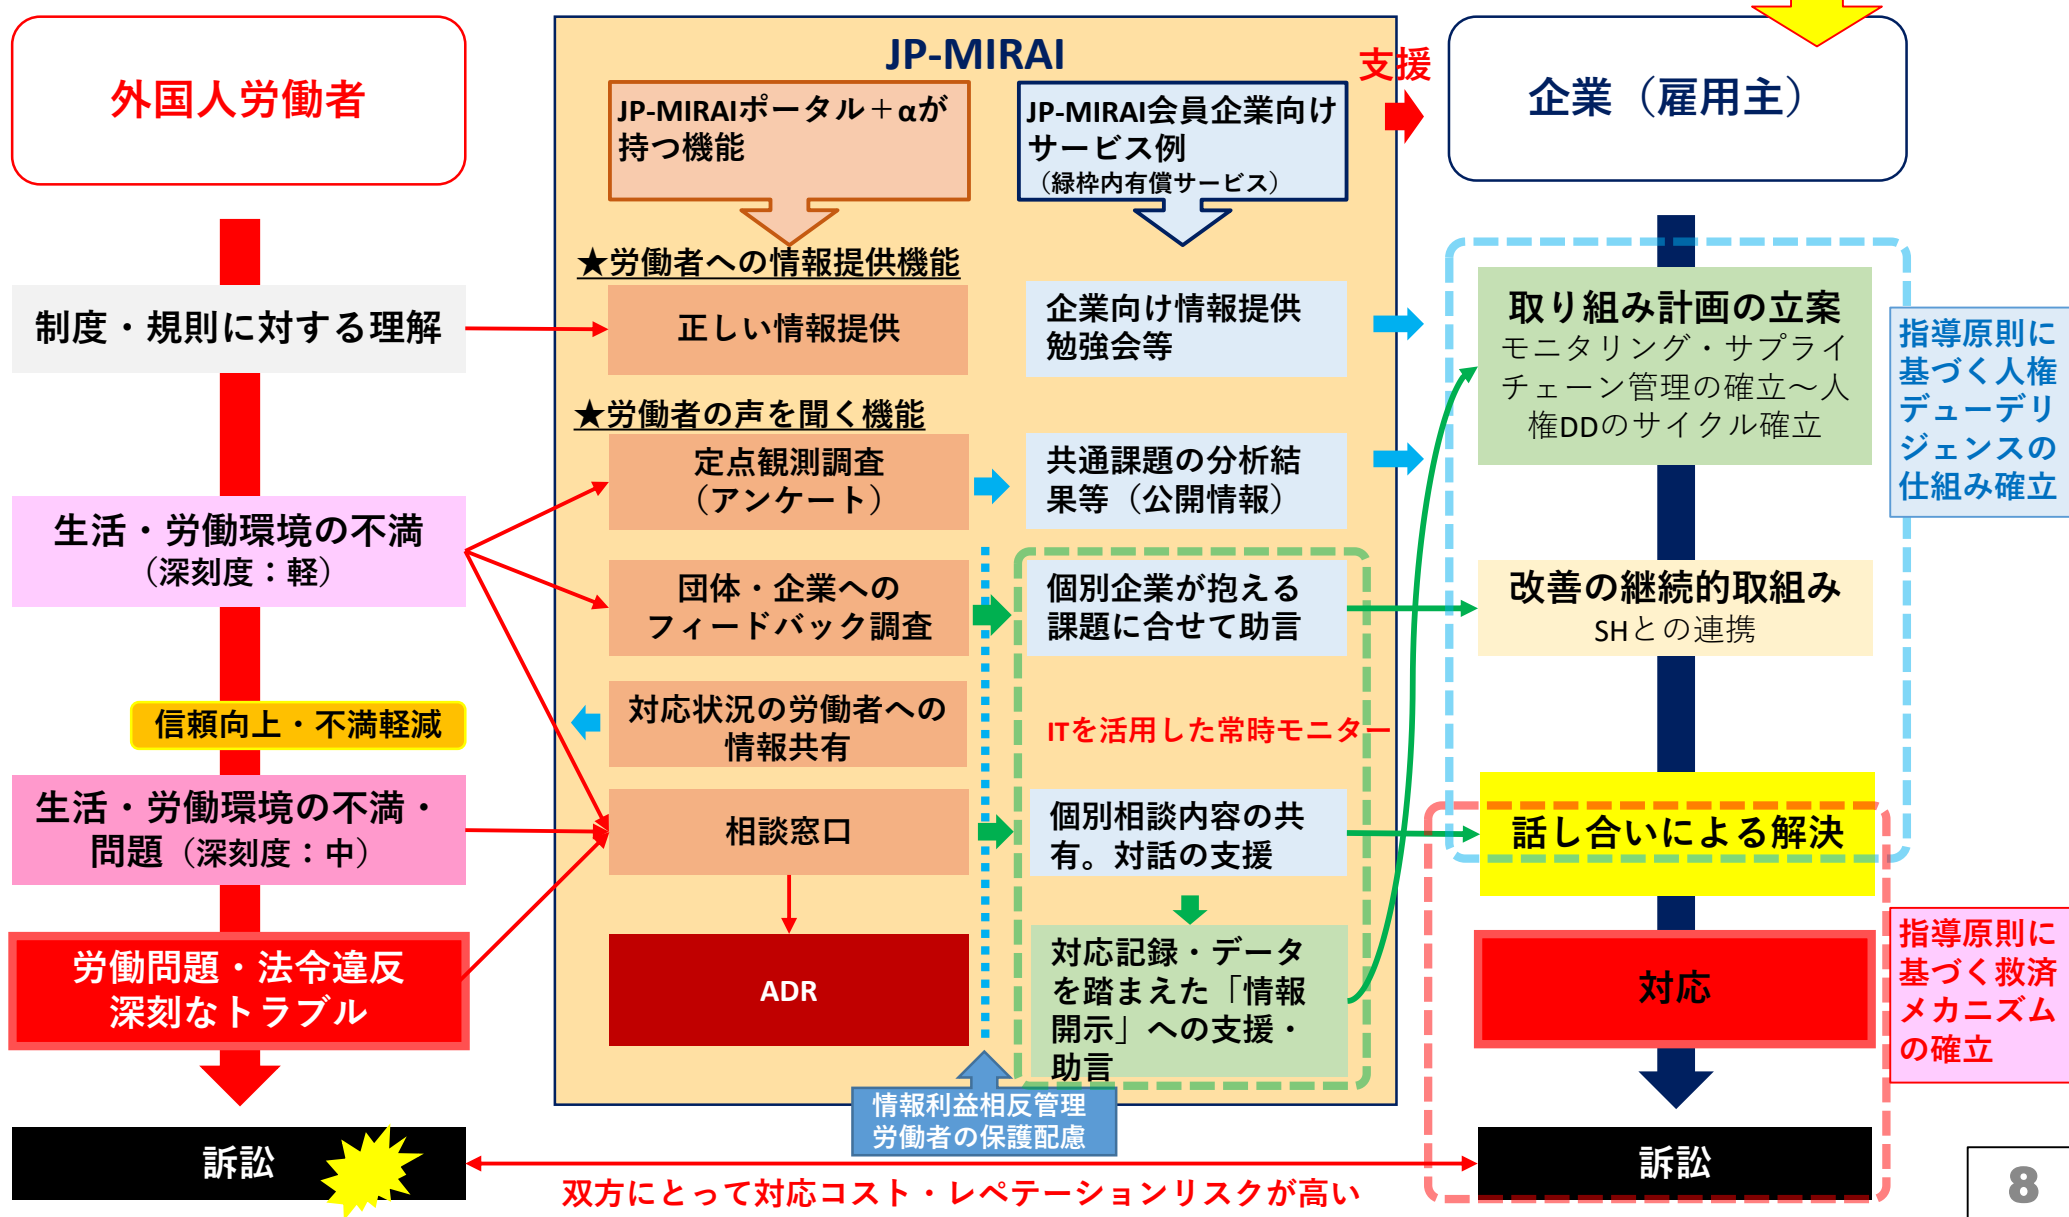 外国人労働者
制度・規則に対する理解
生活・労働環境の不満
（深刻度：軽）
信頼向上・不満軽減
生活・労働環境の不満・
問題（深刻度：中）
労働問題・法令違反
深刻なトラブル
訴訟
JP-MIRAI
JP-MIRAIポータル＋αが
持つ機能
★労働者への情報提供機能
正しい情報提供
★労働者の声を聞く機能
定点観測調査
（アンケート）
団体・企業への
フィードバック調査
対応状況の労働者への
情報共有
相談窓口
ADR
JP-MIRAI会員企業向け
サービス例
（緑枠内有償サービス）
企業向け情報提供
勉強会等
共通課題の分析結
果等（公開情報）
個別企業が抱える
課題に合せて助言
ITを活用した常時モニター
個別相談内容の共
有。対話の支援
対応記録・データ
を踏まえた「情報
開示」への支援・
助言
情報利益相反管理
労働者の保護配慮
双方にとって対応コスト・レペテーションリスクが高い
支援
企業（雇用主）
取り組み計画の立案
モニタリング・サプライ
チェーン管理の確立～人
権DDのサイクル確立
改善の継続的取組み
SHとの連携
話し合いによる解決
対応
訴訟
指導原則に
基づく人権
デューデリ
ジェンスの
仕組み確立
指導原則に
基づく救済
メカニズム
の確立
8